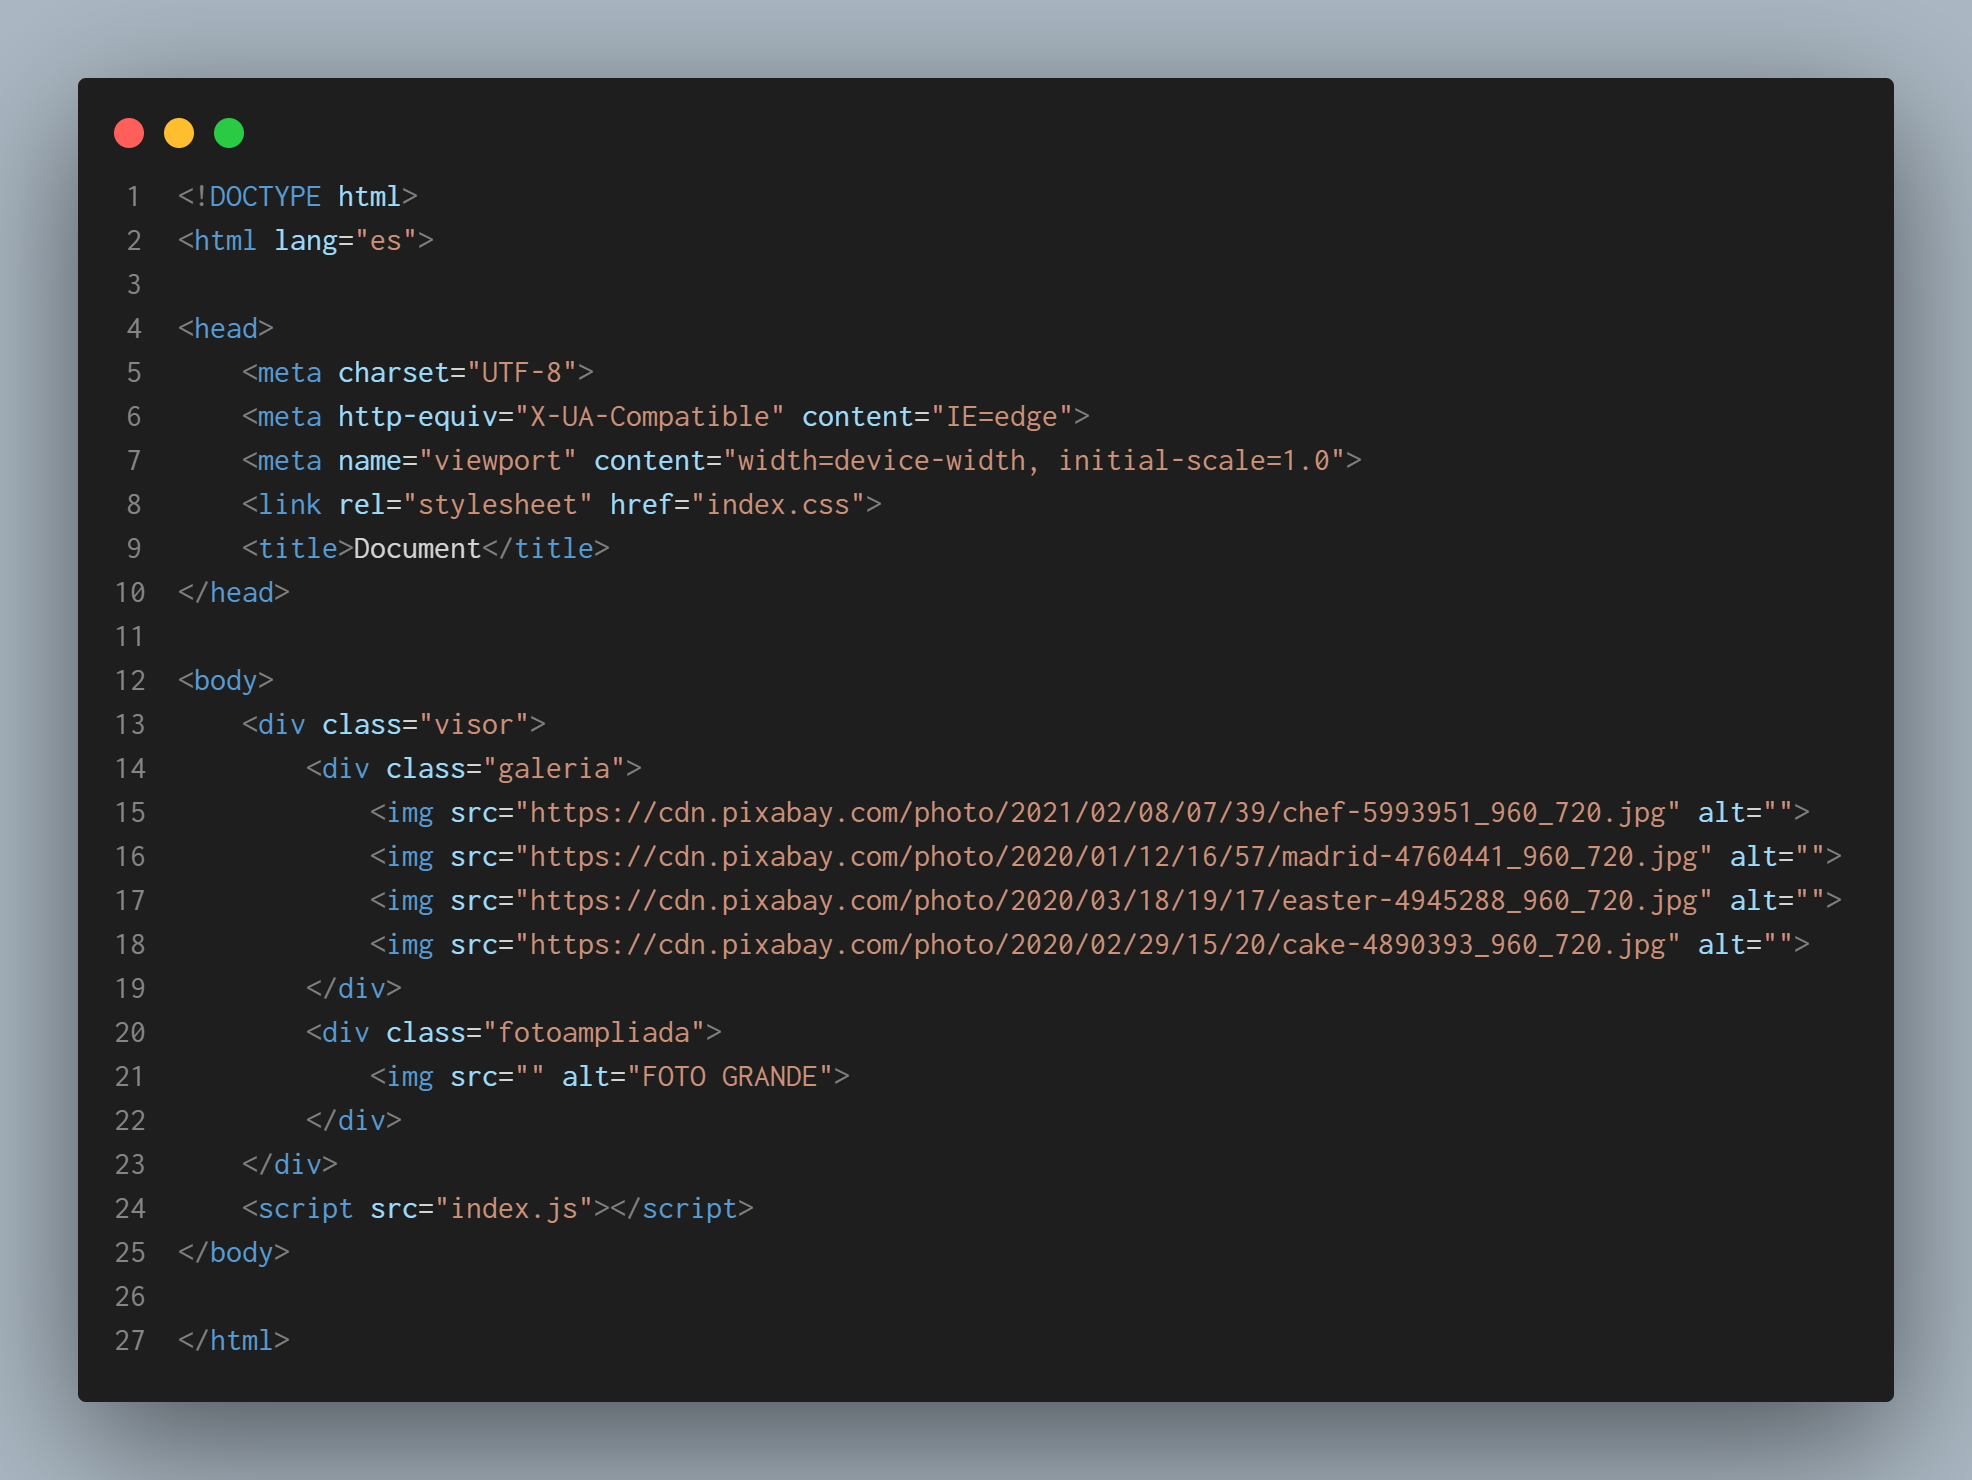 1 <!DOCTYPE html>
2 <html lang="es">
3
4 <head>
5     <meta charset="UTF-8">
6     <meta http-equiv="X-UA-Compatible" content="IE=edge">
7     <meta name="viewport" content="width=device-width, initial-scale=1.0">
8     <link rel="stylesheet" href="index.css">
9     <title>Document</title>
10 </head>
11
12 <body>
13     <div class="visor">
14         <div class="galeria">
15             <img src="https://cdn.pixabay.com/photo/2021/02/08/07/39/chef-5993951_960_720.jpg" alt="">
16             <img src="https://cdn.pixabay.com/photo/2020/01/12/16/57/madrid-4760441_960_720.jpg" alt="">
17             <img src="https://cdn.pixabay.com/photo/2020/03/18/19/17/easter-4945288_960_720.jpg" alt="">
18             <img src="https://cdn.pixabay.com/photo/2020/02/29/15/20/cake-4890393_960_720.jpg" alt="">
19         </div>
20         <div class="fotoampliada">
21             <img src="" alt="FOTO GRANDE">
22         </div>
23     </div>
24     <script src="index.js"></script>
25 </body>
26
27 </html>